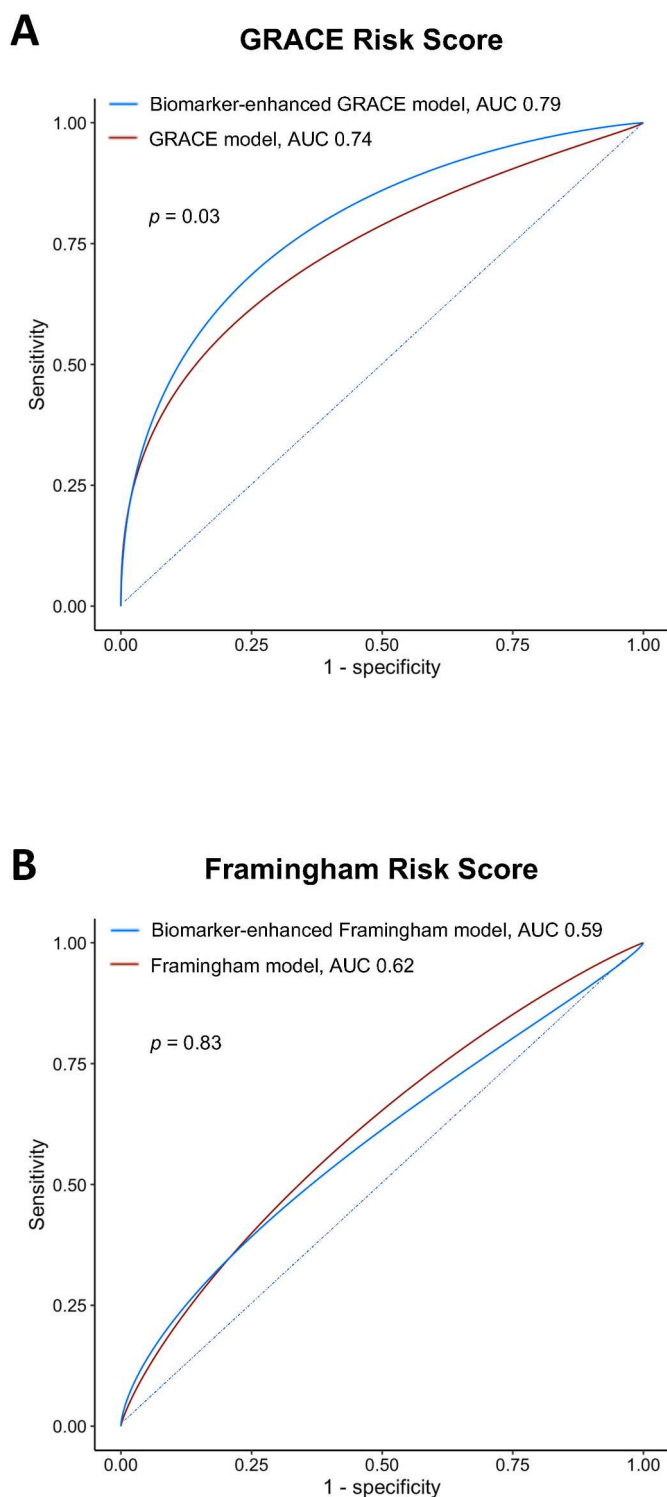 A
GRACE Risk Score
Biomarker-enhanced GRACE model, AUC 0.79
GRACE model, AUC 0.74
p = 0.03
1.00
0.75
0.50
0.25
0.00
Sensitivity
0.00 0.25 0.50 0.75 1.00
1 - specificity
B
Framingham Risk Score
Biomarker-enhanced Framingham model, AUC 0.59
Framingham model, AUC 0.62
p = 0.83
1.00
0.75
0.50
0.25
0.00
Sensitivity
0.00 0.25 0.50 0.75 1.00
1 - specificity